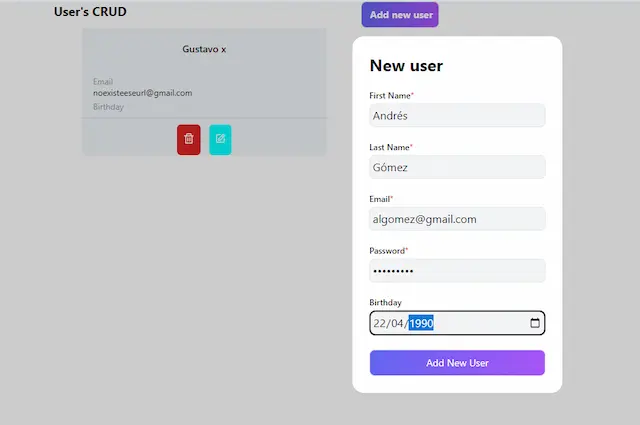 User's CRUD
Add new user
Gustavo x
Email
noexisteeseurl@gmail.com
Birthday
New user
First Name*
Andrés
Last Name*
Gómez
Email*
algomez@gmail.com
Password*
•••••••••
Birthday
22/04/1990
Add New User